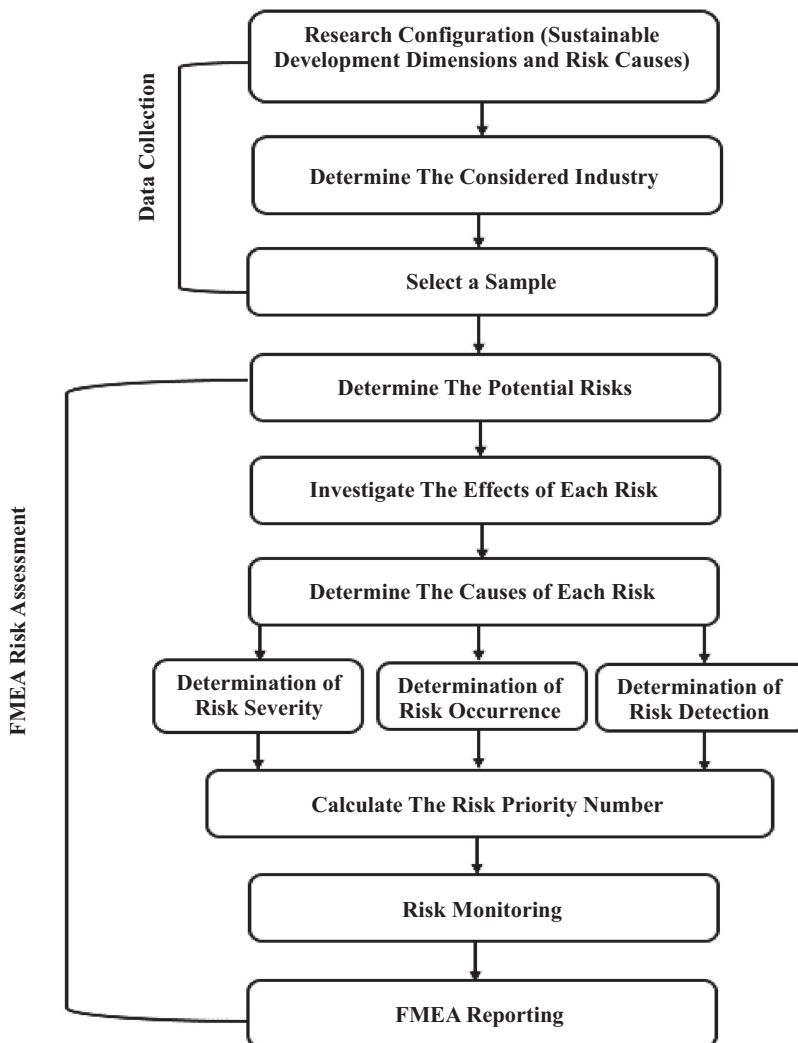 Research Configuration (Sustainable
Development Dimensions and Risk Causes)
Data Collection
Determine The Considered Industry
Select a Sample
Determine The Potential Risks
Investigate The Effects of Each Risk
FMEA Risk Assessment
Determine The Causes of Each Risk
Determination of
Risk Severity
Determination of
Risk Occurrence
Determination of
Risk Detection
Calculate The Risk Priority Number
Risk Monitoring
FMEA Reporting